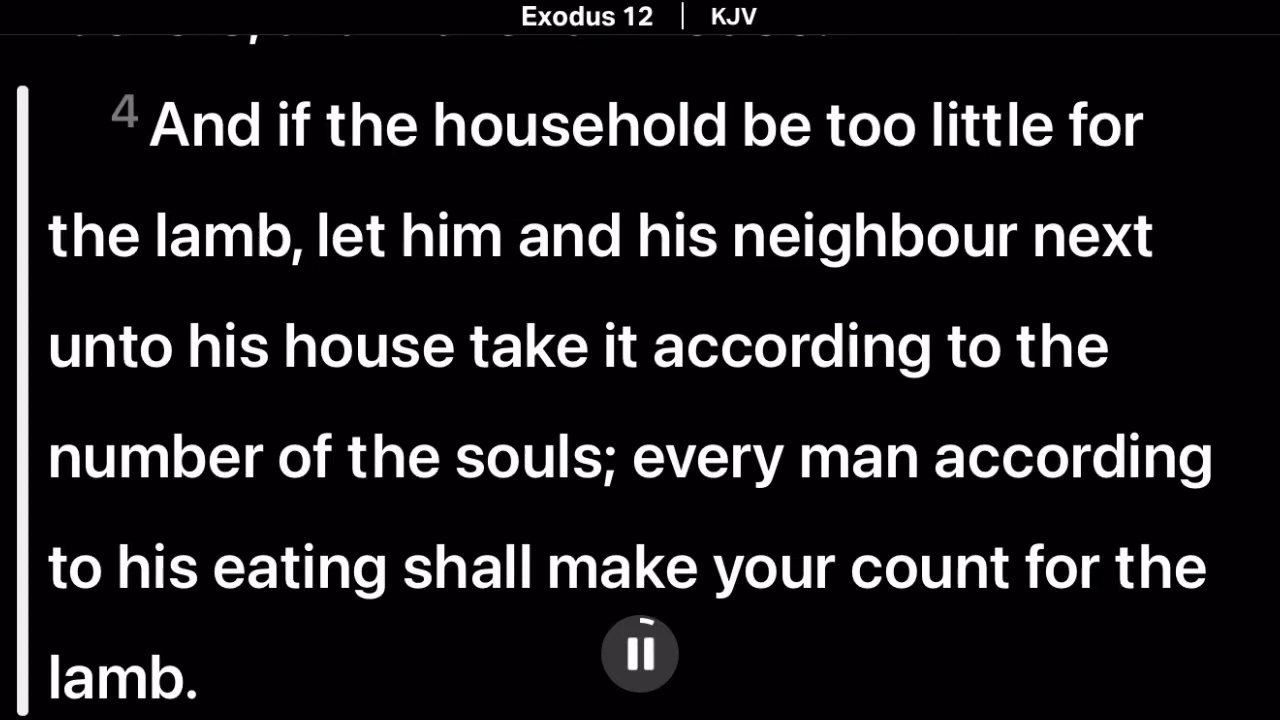 Exodus 12 | KJV
4 And if the household be too little for
the lamb, let him and his neighbour next
unto his house take it according to the
number of the souls; every man according
to his eating shall make your count for the
lamb.